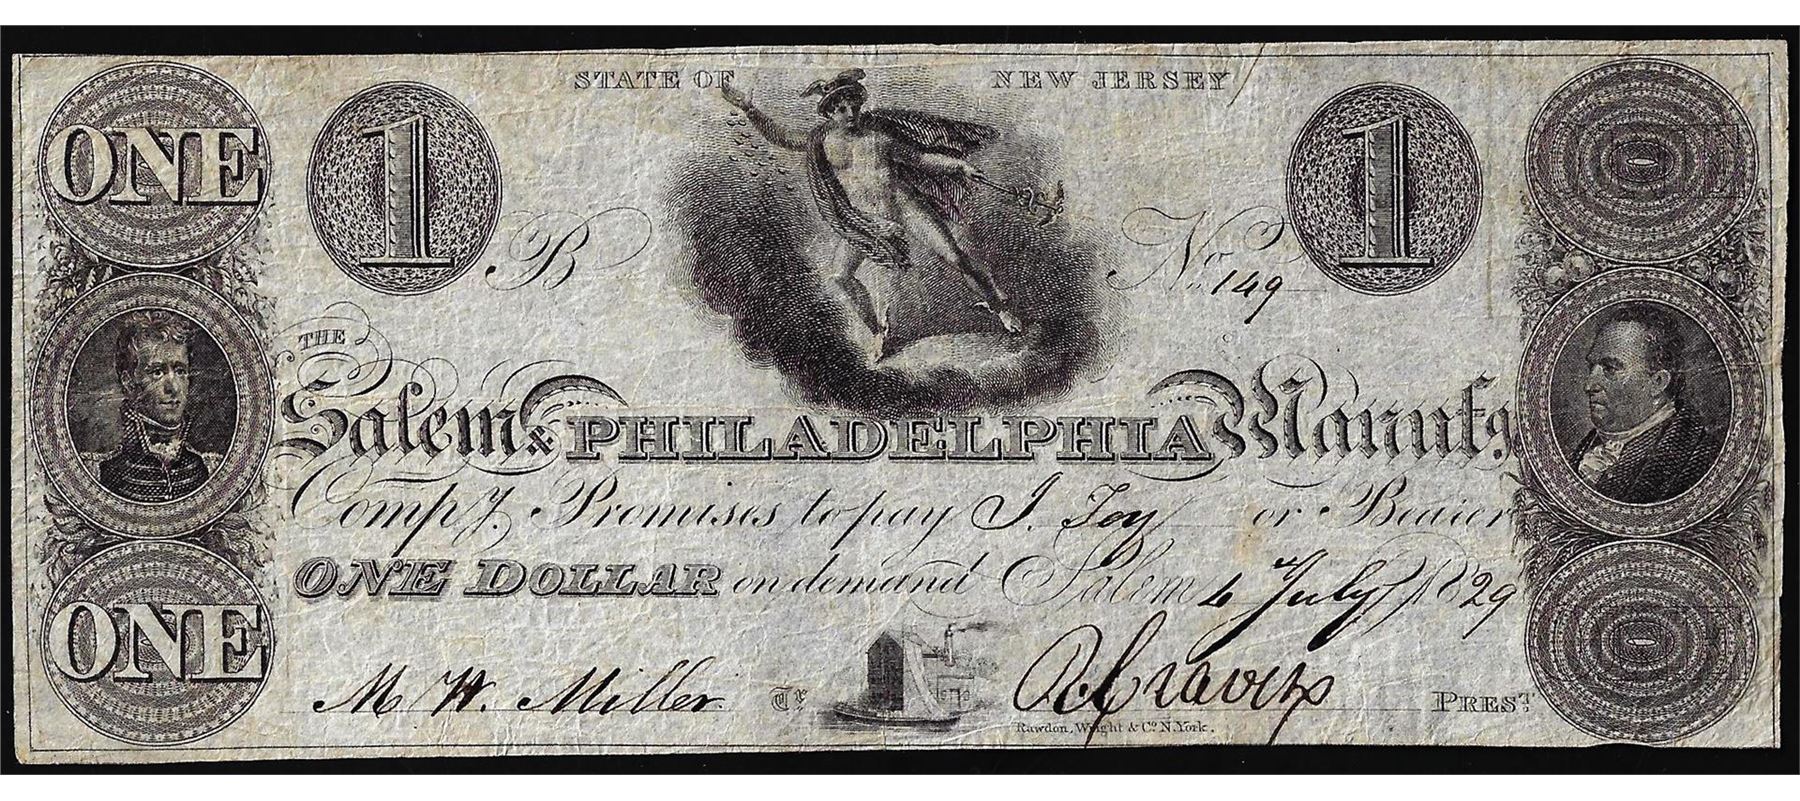 STATE OF NEW JERSEY
ONE 1 1
B No 149
THE
Salem & PHILADELPHIA Manufg
Compy. Promises to pay J. Joy or Bearer
ONE DOLLAR on demand Salem 4 July 1829
ONE
M W. Miller Tr PREST
Rawdon, Wright & Co. N. York.